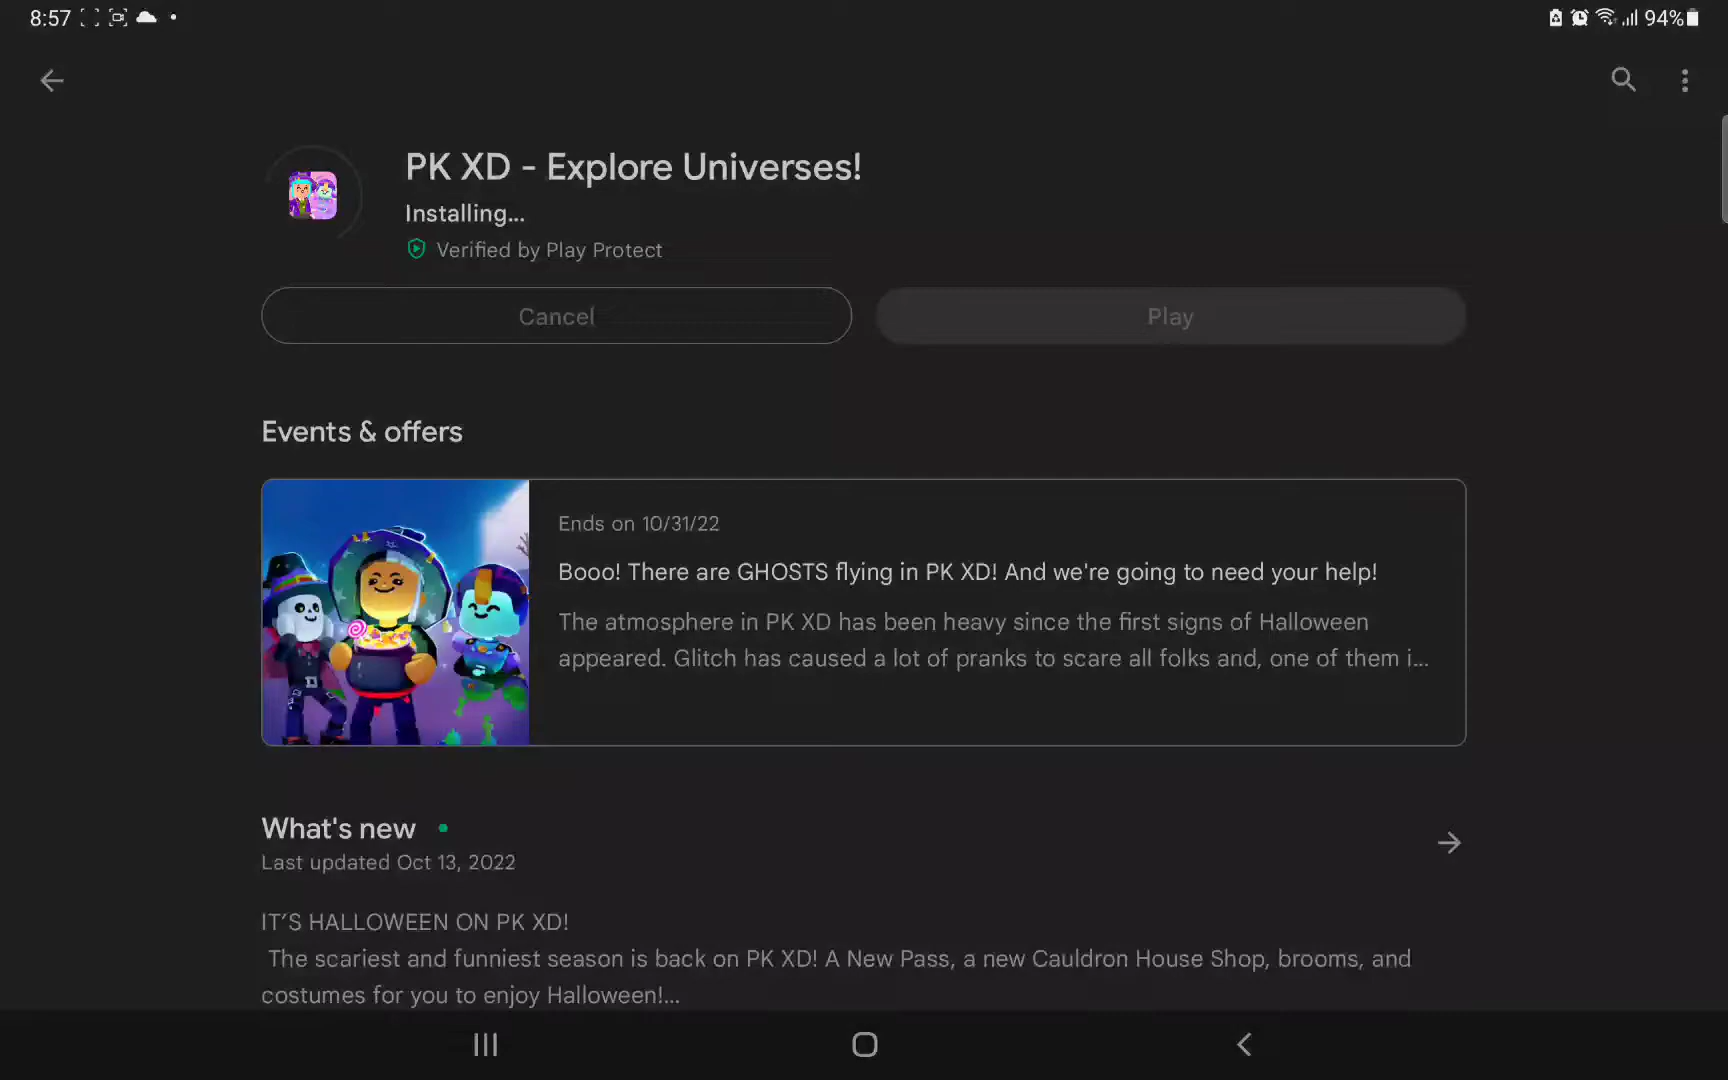 8:57
94%
PK XD - Explore Universes!
Installing...
Verified by Play Protect
Cancel
Play
Events & offers
Ends on 10/31/22
Booo! There are GHOSTS flying in PK XD! And we're going to need your help!
The atmosphere in PK XD has been heavy since the first signs of Halloween
appeared. Glitch has caused a lot of pranks to scare all folks and, one of them i...
What's new
Last updated Oct 13, 2022
IT'S HALLOWEEN ON PK XD!
The scariest and funniest season is back on PK XD! A New Pass, a new Cauldron House Shop, brooms, and
costumes for you to enjoy Halloween!...